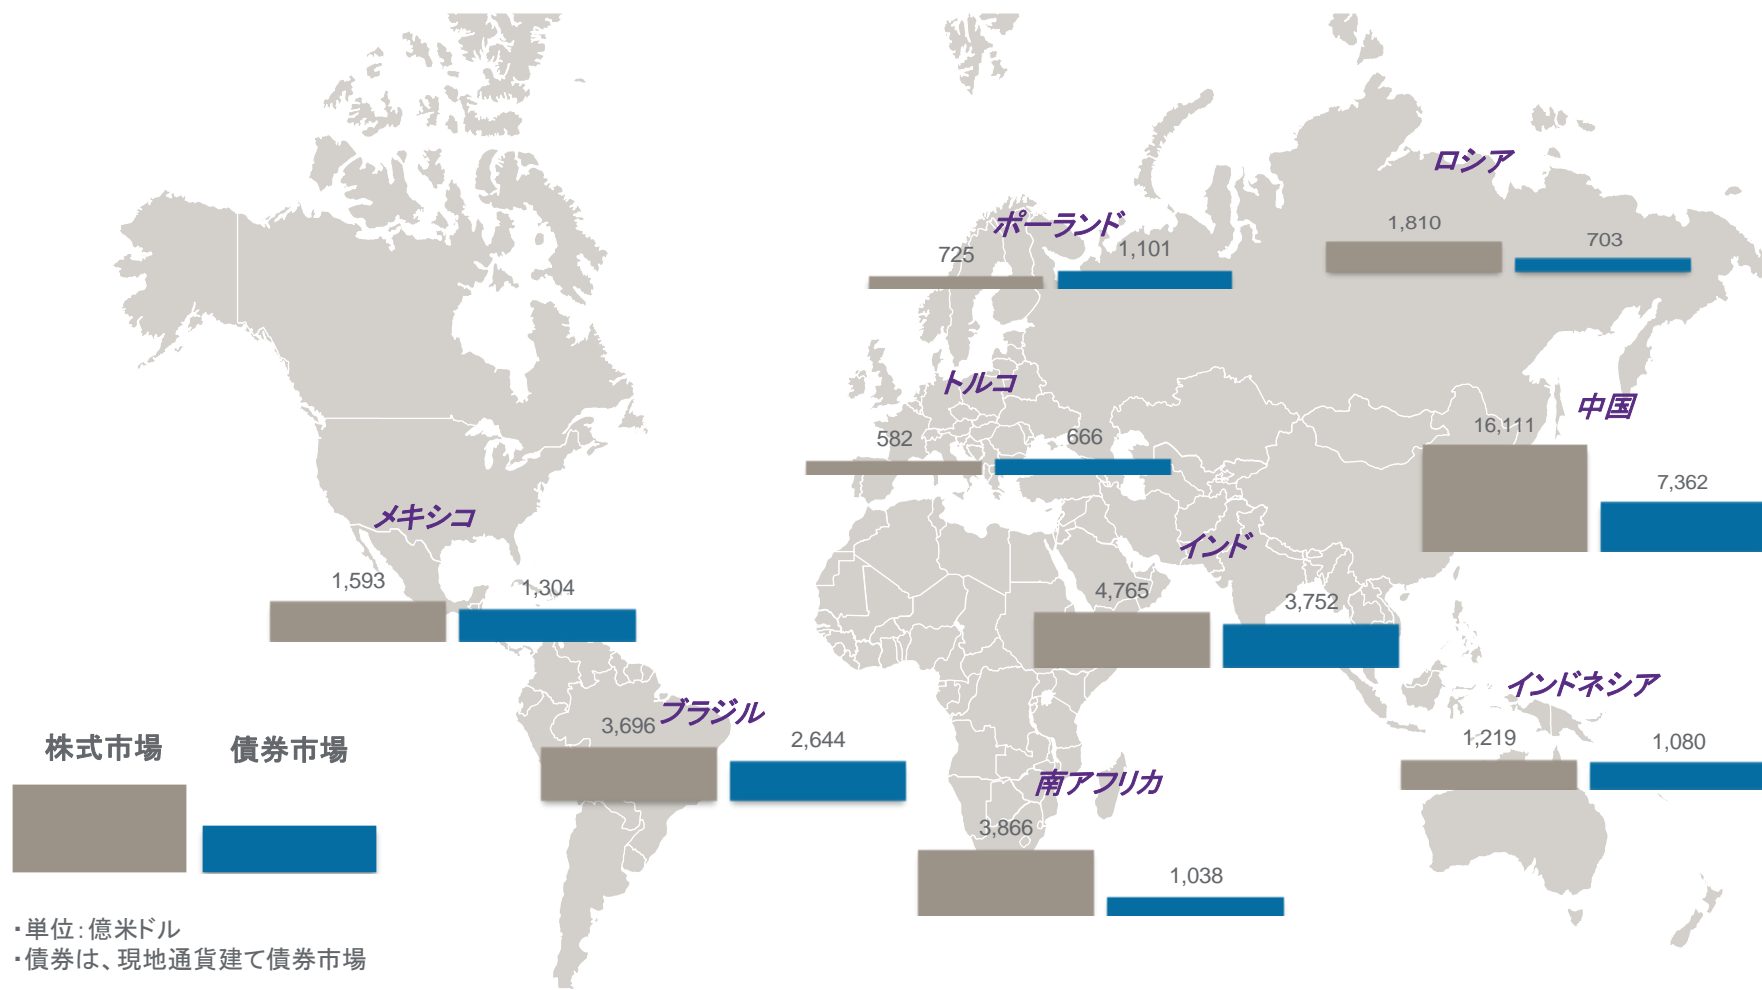 ロシア
1,810
703
ポーランド
725
1,101
トルコ
582
666
中国
16,111
7,362
メキシコ
1,593
1,304
インド
4,765
3,752
インドネシア
1,219
1,080
ブラジル
3,696
2,644
南アフリカ
3,866
1,038
株式市場
債券市場
・単位：億米ドル
・債券は、現地通貨建て債券市場